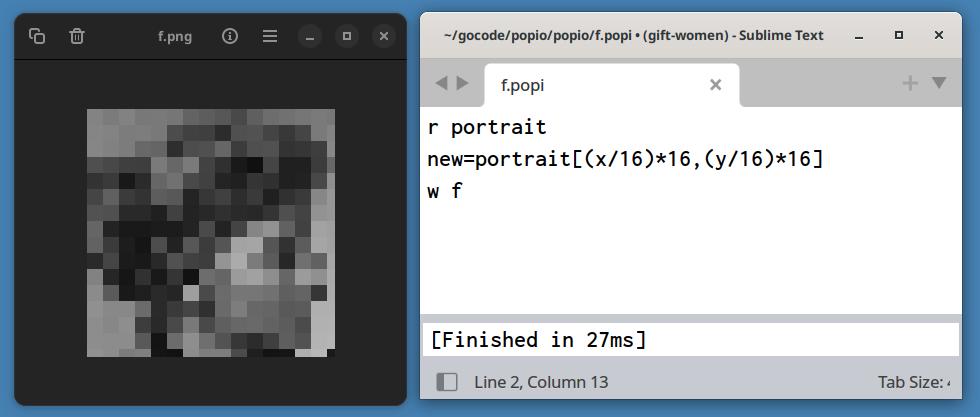 f.png
~/gocode/popio/popio/f.popi • (gift-women) - Sublime Text
f.popi
r portrait
new=portrait[(x/16)*16,(y/16)*16]
w f
[Finished in 27ms]
Line 2, Column 13
Tab Size: